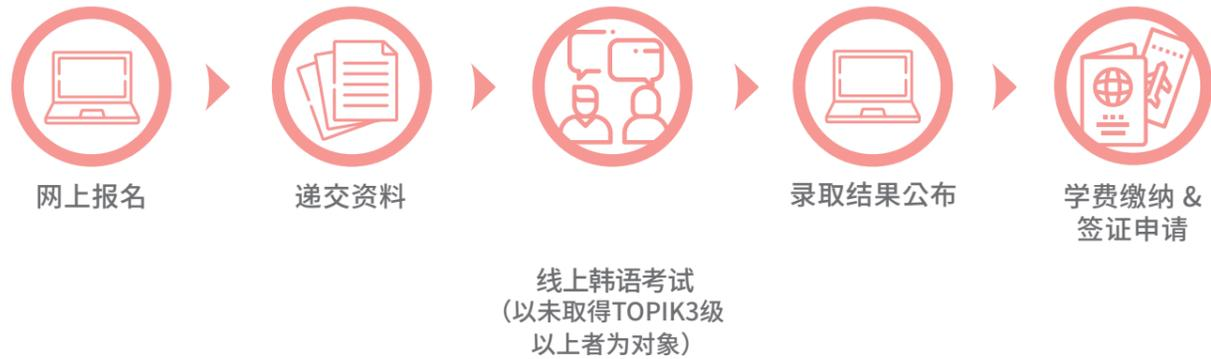 网上报名
递交资料
线上韩语考试
（以未取得TOPIK3级
以上者为对象）
录取结果公布
学费缴纳 &
签证申请